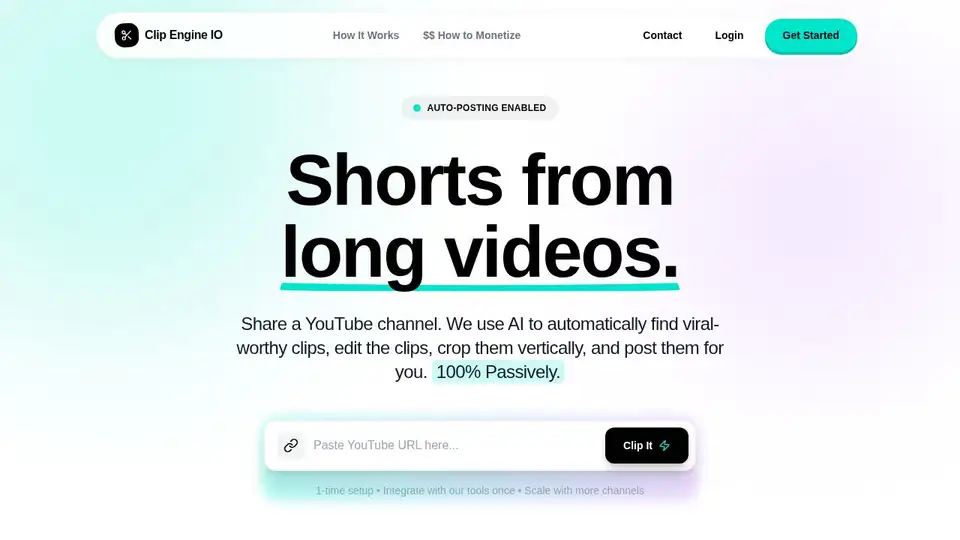 Clip Engine IO
How It Works
$$ How to Monetize
Contact
Login
Get Started
AUTO-POSTING ENABLED
Shorts from
long videos.
Share a YouTube channel. We use AI to automatically find viral-
worthy clips, edit the clips, crop them vertically, and post them for
you. 100% Passively.
Paste YouTube URL here...
Clip It
1-time setup • Integrate with our tools once • Scale with more channels